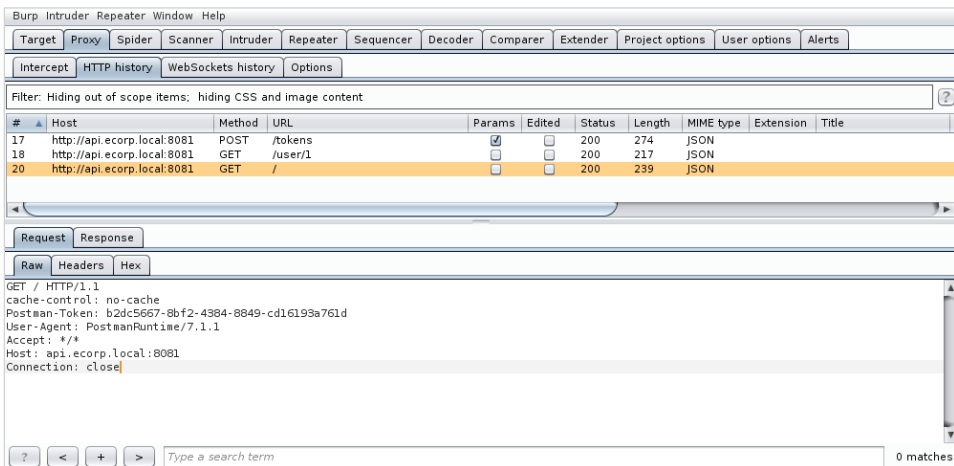 Burp Intruder Repeater Window Help
Target Proxy Spider Scanner Intruder Repeater Sequencer Decoder Comparer Extender Project options User options Alerts
Intercept HTTP history WebSockets history Options
Filter: Hiding out of scope items; hiding CSS and image content ?
# Host Method URL Params Edited Status Length MIME type Extension Title
17 http://api.ecorp.local:8081 POST /tokens 200 274 JSON
18 http://api.ecorp.local:8081 GET /user/1 200 217 JSON
20 http://api.ecorp.local:8081 GET / 200 239 JSON
Request Response
Raw Headers Hex
GET / HTTP/1.1
cache-control: no-cache
Postman-Token: b2dc5667-8bf2-4384-8849-cd16193a761d
User-Agent: PostmanRuntime/7.1.1
Accept: */*
Host: api.ecorp.local:8081
Connection: close
? < + > Type a search term 0 matches